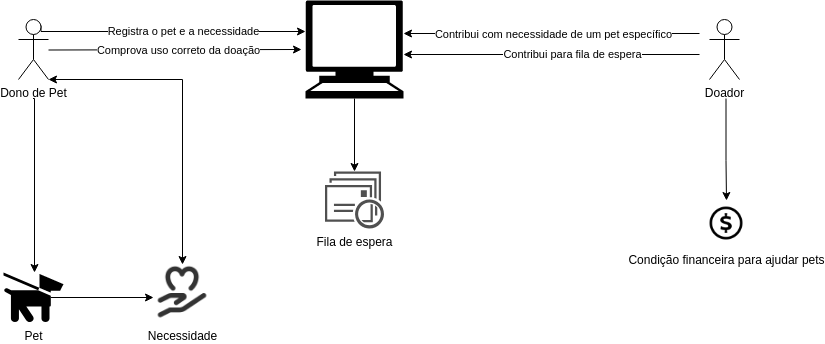 Registra o pet e a necessidade
Contribui com necessidade de um pet específico
Comprova uso correto da doação
Contribui para fila de espera
Dono de Pet
Doador
Fila de espera
Condição financeira para ajudar pets
Pet
Necessidade